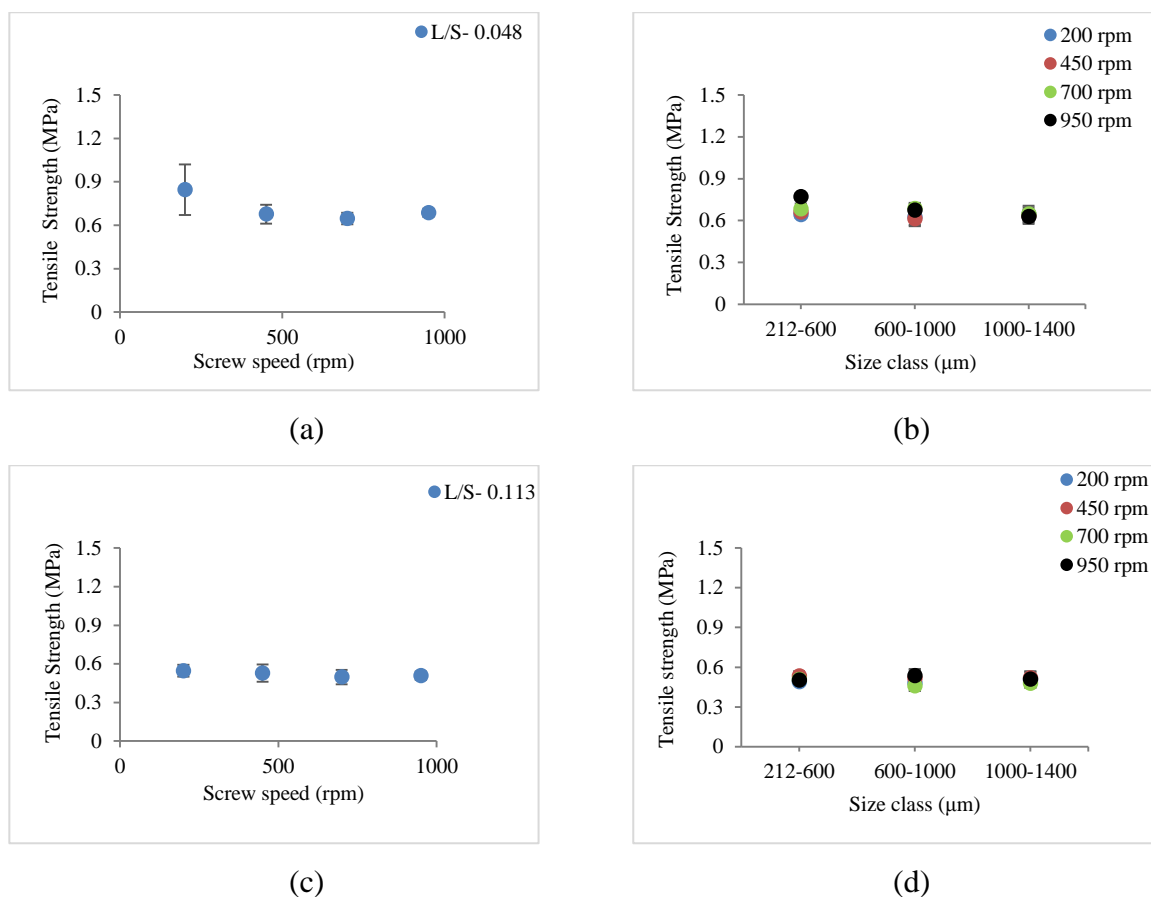 L/S- 0.048
1.5
1.2
0.9
0.6
0.3
0
Tensile Strength (MPa)
0 500 1000
Screw speed (rpm)
(a)
200 rpm
450 rpm
700 rpm
950 rpm
1.5
1.2
0.9
0.6
0.3
0
Tensile Strength (MPa)
212-600 600-1000 1000-1400
Size class (μm)
(b)
L/S- 0.113
1.5
1.2
0.9
0.6
0.3
0
Tensile Strength (MPa)
0 500 1000
Screw speed (rpm)
(c)
200 rpm
450 rpm
700 rpm
950 rpm
1.5
1.2
0.9
0.6
0.3
0
Tensile strength (MPa)
212-600 600-1000 1000-1400
Size class (μm)
(d)